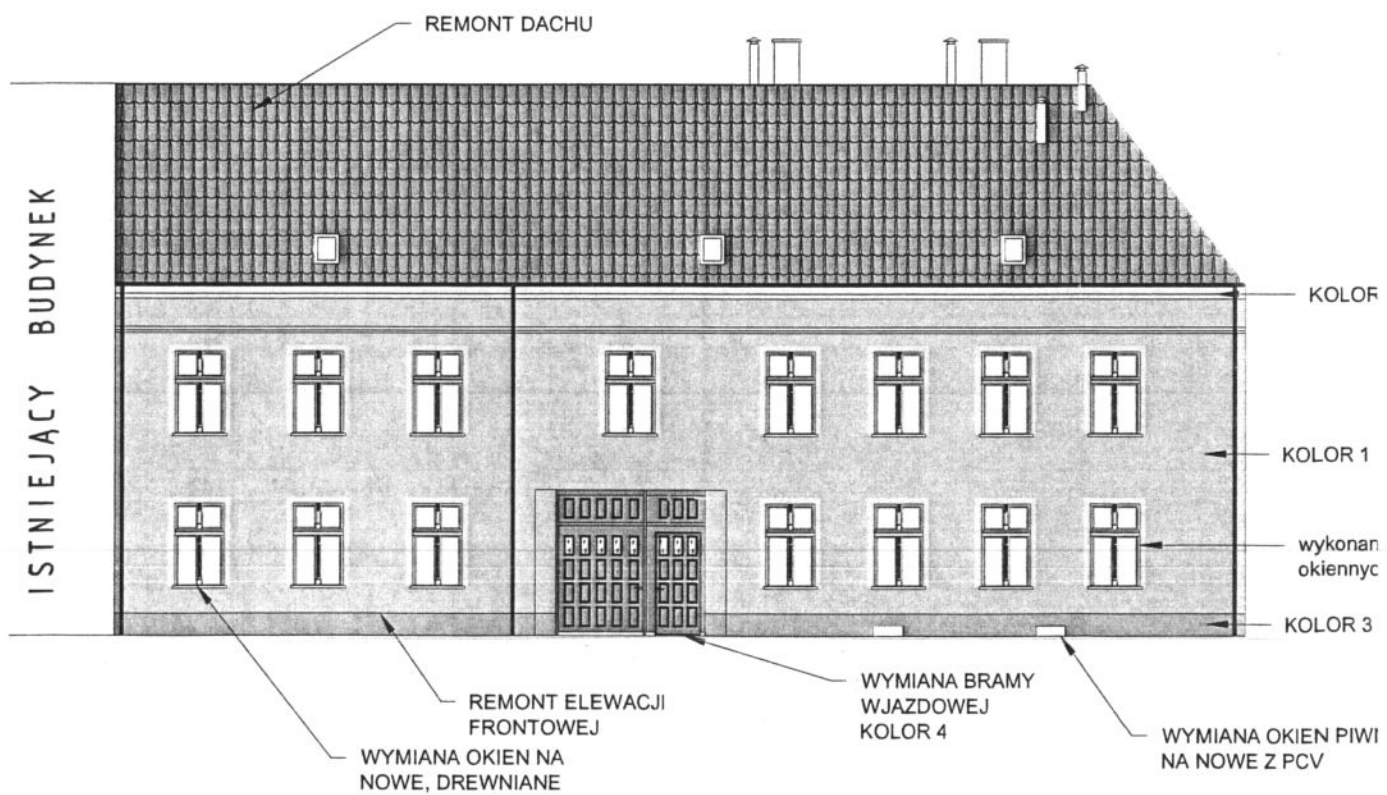 REMONT DACHU
ISTNIEJĄCY BUDYNEK
KOLOR
KOLOR 1
wykonan
okiennyc
KOLOR 3
REMONT ELEWACJI
FRONTOWEJ
WYMIANA OKIEN NA
NOWE, DREWNIANE
WYMIANA BRAMY
WJAZDOWEJ
KOLOR 4
WYMIANA OKIEN PIWI
NA NOWE Z PCV